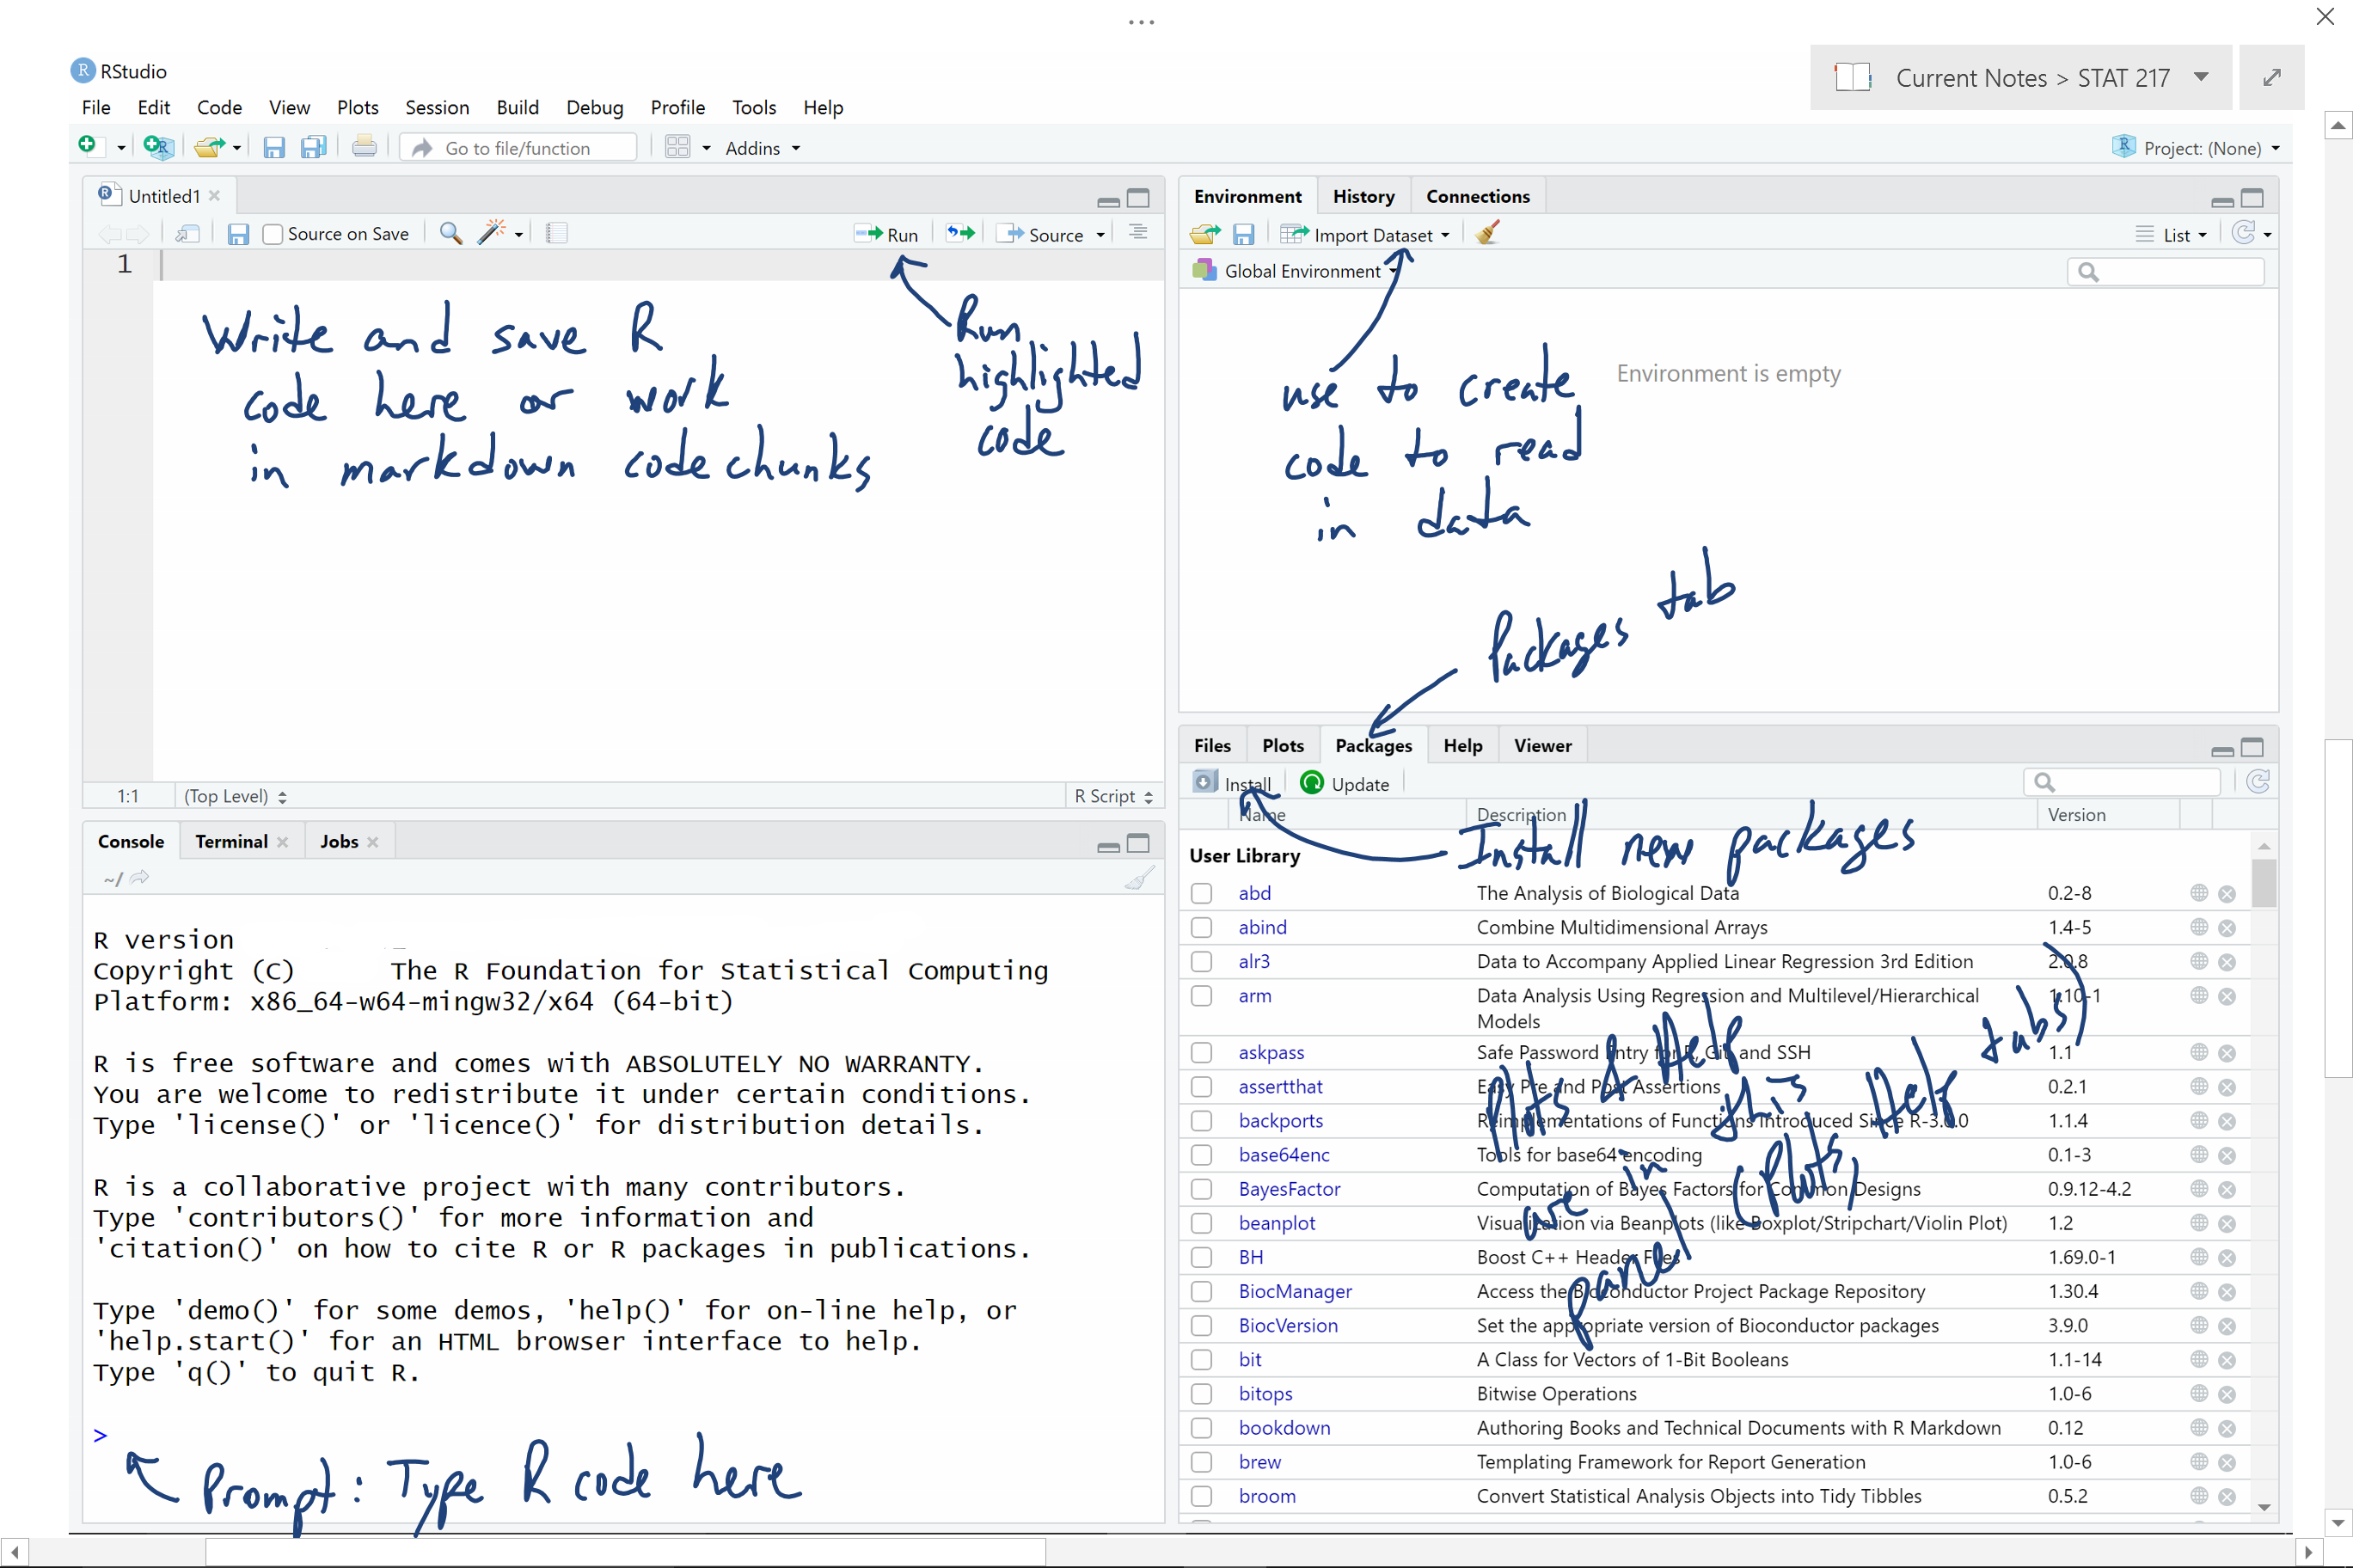 ...
Current Notes > STAT 217
RStudio
File Edit Code View Plots Session Build Debug Profile Tools Help
Go to file/function
Addins
Project: (None)
Untitled1
Source on Save
Run
Source
1
Write and save R
code here or work
in markdown codechunks
Run
highlighted
code
1:1
(Top Level)
R Script
Environment History Connections
Import Dataset
List
Global Environment
Environment is empty
use to create
code to read
in data
Packages tab
Console Terminal Jobs
~/
R version
Copyright (C) The R Foundation for Statistical Computing
Platform: x86_64-w64-mingw32/x64 (64-bit)
R is free software and comes with ABSOLUTELY NO WARRANTY.
You are welcome to redistribute it under certain conditions.
Type 'license()' or 'licence()' for distribution details.
R is a collaborative project with many contributors.
Type 'contributors()' for more information and
'citation()' on how to cite R or R packages in publications.
Type 'demo()' for some demos, 'help()' for on-line help, or
'help.start()' for an HTML browser interface to help.
Type 'q()' to quit R.
>
Prompt: Type R code here
Files Plots Packages Help Viewer
Install Update
Name Description Version
Install new packages
User Library
abd The Analysis of Biological Data 0.2-8
abind Combine Multidimensional Arrays 1.4-5
alr3 Data to Accompany Applied Linear Regression 3rd Edition 2.0.8
arm Data Analysis Using Regression and Multilevel/Hierarchical 1.10-1
Models
askpass Safe Password Entry for R, Git, and SSH 1.1
assertthat Easy Pre and Post Assertions 0.2.1
backports Reimplementations of Functions Introduced Since R-3.0.0 1.1.4
base64enc Tools for base64 encoding 0.1-3
BayesFactor Computation of Bayes Factors for Common Designs 0.9.12-4.2
beanplot Visualization via Beanplots (like Boxplot/Stripchart/Violin Plot) 1.2
BH Boost C++ Header Files 1.69.0-1
BiocManager Access the Bioconductor Project Package Repository 1.30.4
BiocVersion Set the appropriate version of Bioconductor packages 3.9.0
bit A Class for Vectors of 1-Bit Booleans 1.1-14
bitops Bitwise Operations 1.0-6
bookdown Authoring Books and Technical Documents with R Markdown 0.12
brew Templating Framework for Report Generation 1.0-6
broom Convert Statistical Analysis Objects into Tidy Tibbles 0.5.2
Plots & Help
are in this
panel (Plots, Help tabs)